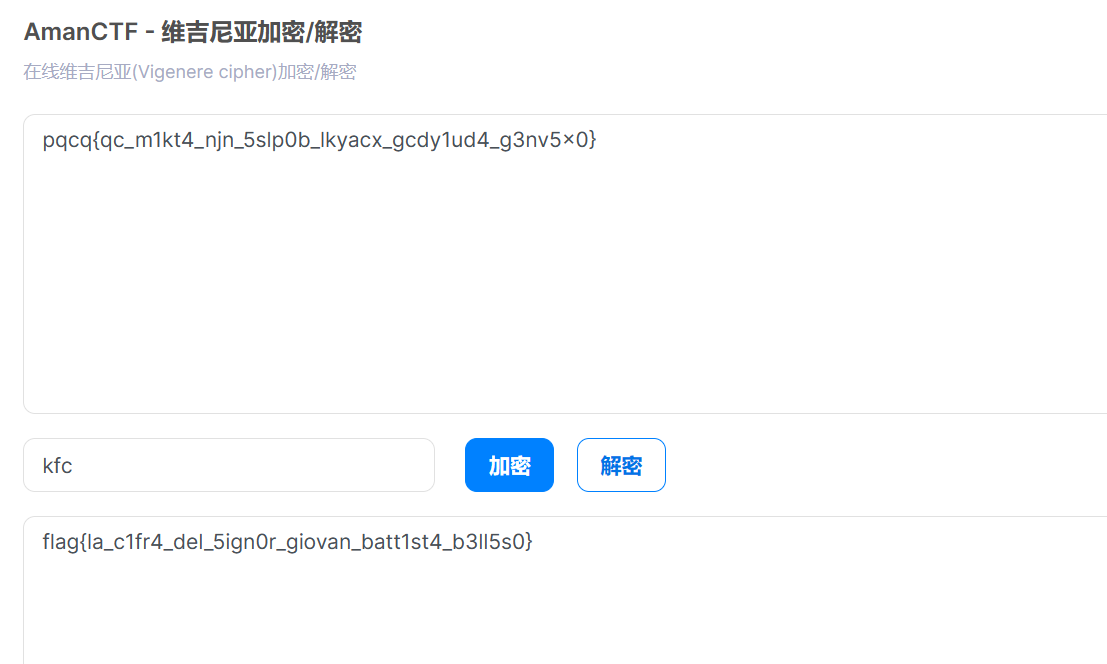 AmanCTF - 维吉尼亚加密/解密
在线维吉尼亚(Vigenere cipher)加密/解密
pqcq{qc_m1kt4_njn_5slp0b_lkyacx_gcdy1ud4_g3nv5×0}
kfc 加密 解密
flag{la_c1fr4_del_5ign0r_giovan_batt1st4_b3ll5s0}